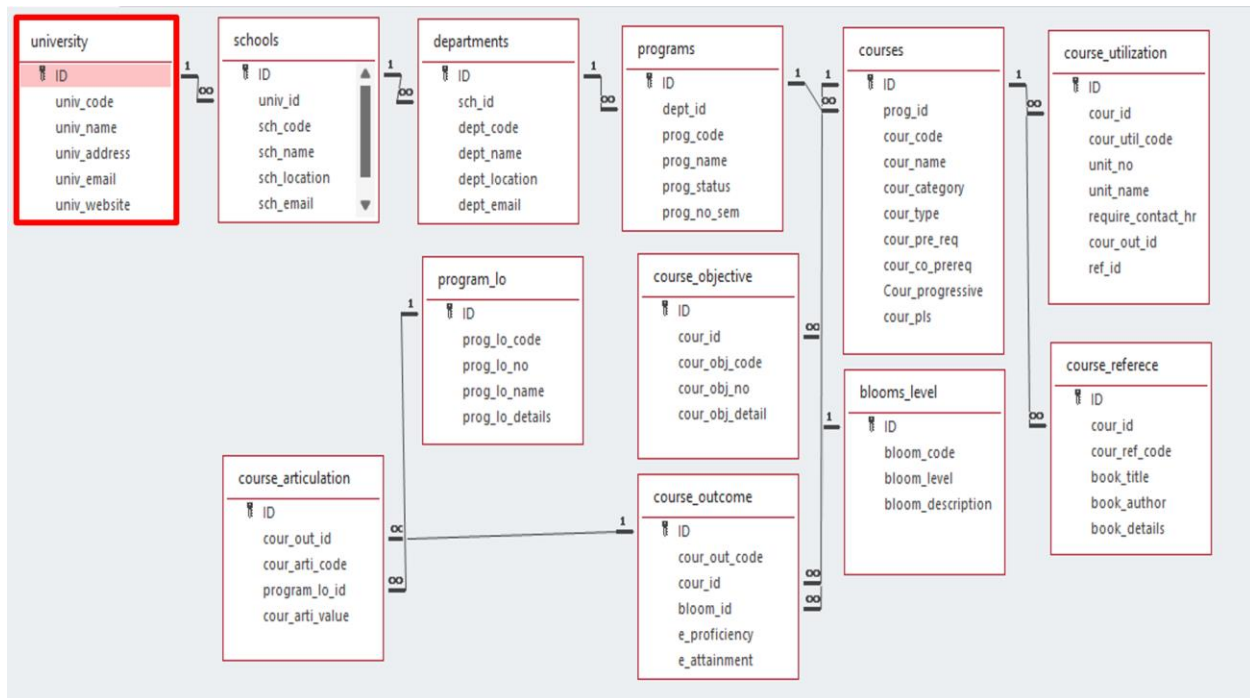 university
ID
univ_code
univ_name
univ_address
univ_email
univ_website
1
∞
schools
ID
univ_id
sch_code
sch_name
sch_location
sch_email
1
∞
departments
ID
sch_id
dept_code
dept_name
dept_location
dept_email
1
∞
programs
ID
dept_id
prog_code
prog_name
prog_status
prog_no_sem
1
1
∞
courses
ID
prog_id
cour_code
cour_name
cour_category
cour_type
cour_pre_req
cour_co_prereq
Cour_progressive
cour_pls
1
∞
course_utilization
ID
cour_id
cour_util_code
unit_no
unit_name
require_contact_hr
cour_out_id
ref_id
program_lo
1
ID
prog_lo_code
prog_lo_no
prog_lo_name
prog_lo_details
course_objective
ID
cour_id
cour_obj_code
cour_obj_no
cour_obj_detail
∞
blooms_level
1
ID
bloom_code
bloom_level
bloom_description
course_referece
∞
ID
cour_id
cour_ref_code
book_title
book_author
book_details
course_articulation
ID
cour_out_id
cour_arti_code
program_lo_id
cour_arti_value
∞
∞
course_outcome
1
ID
cour_out_code
cour_id
bloom_id
e_proficiency
e_attainment
∞
∞